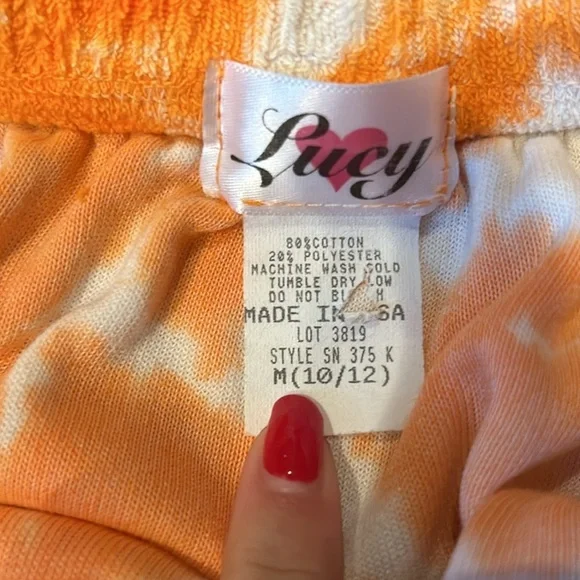 Lucy
80%COTTON
20% POLYESTER
MACHINE WASH COLD
TUMBLE DRY LOW
DO NOT
MADE IN
LOT 3819
STYLE SN 375 K
M(10/12)